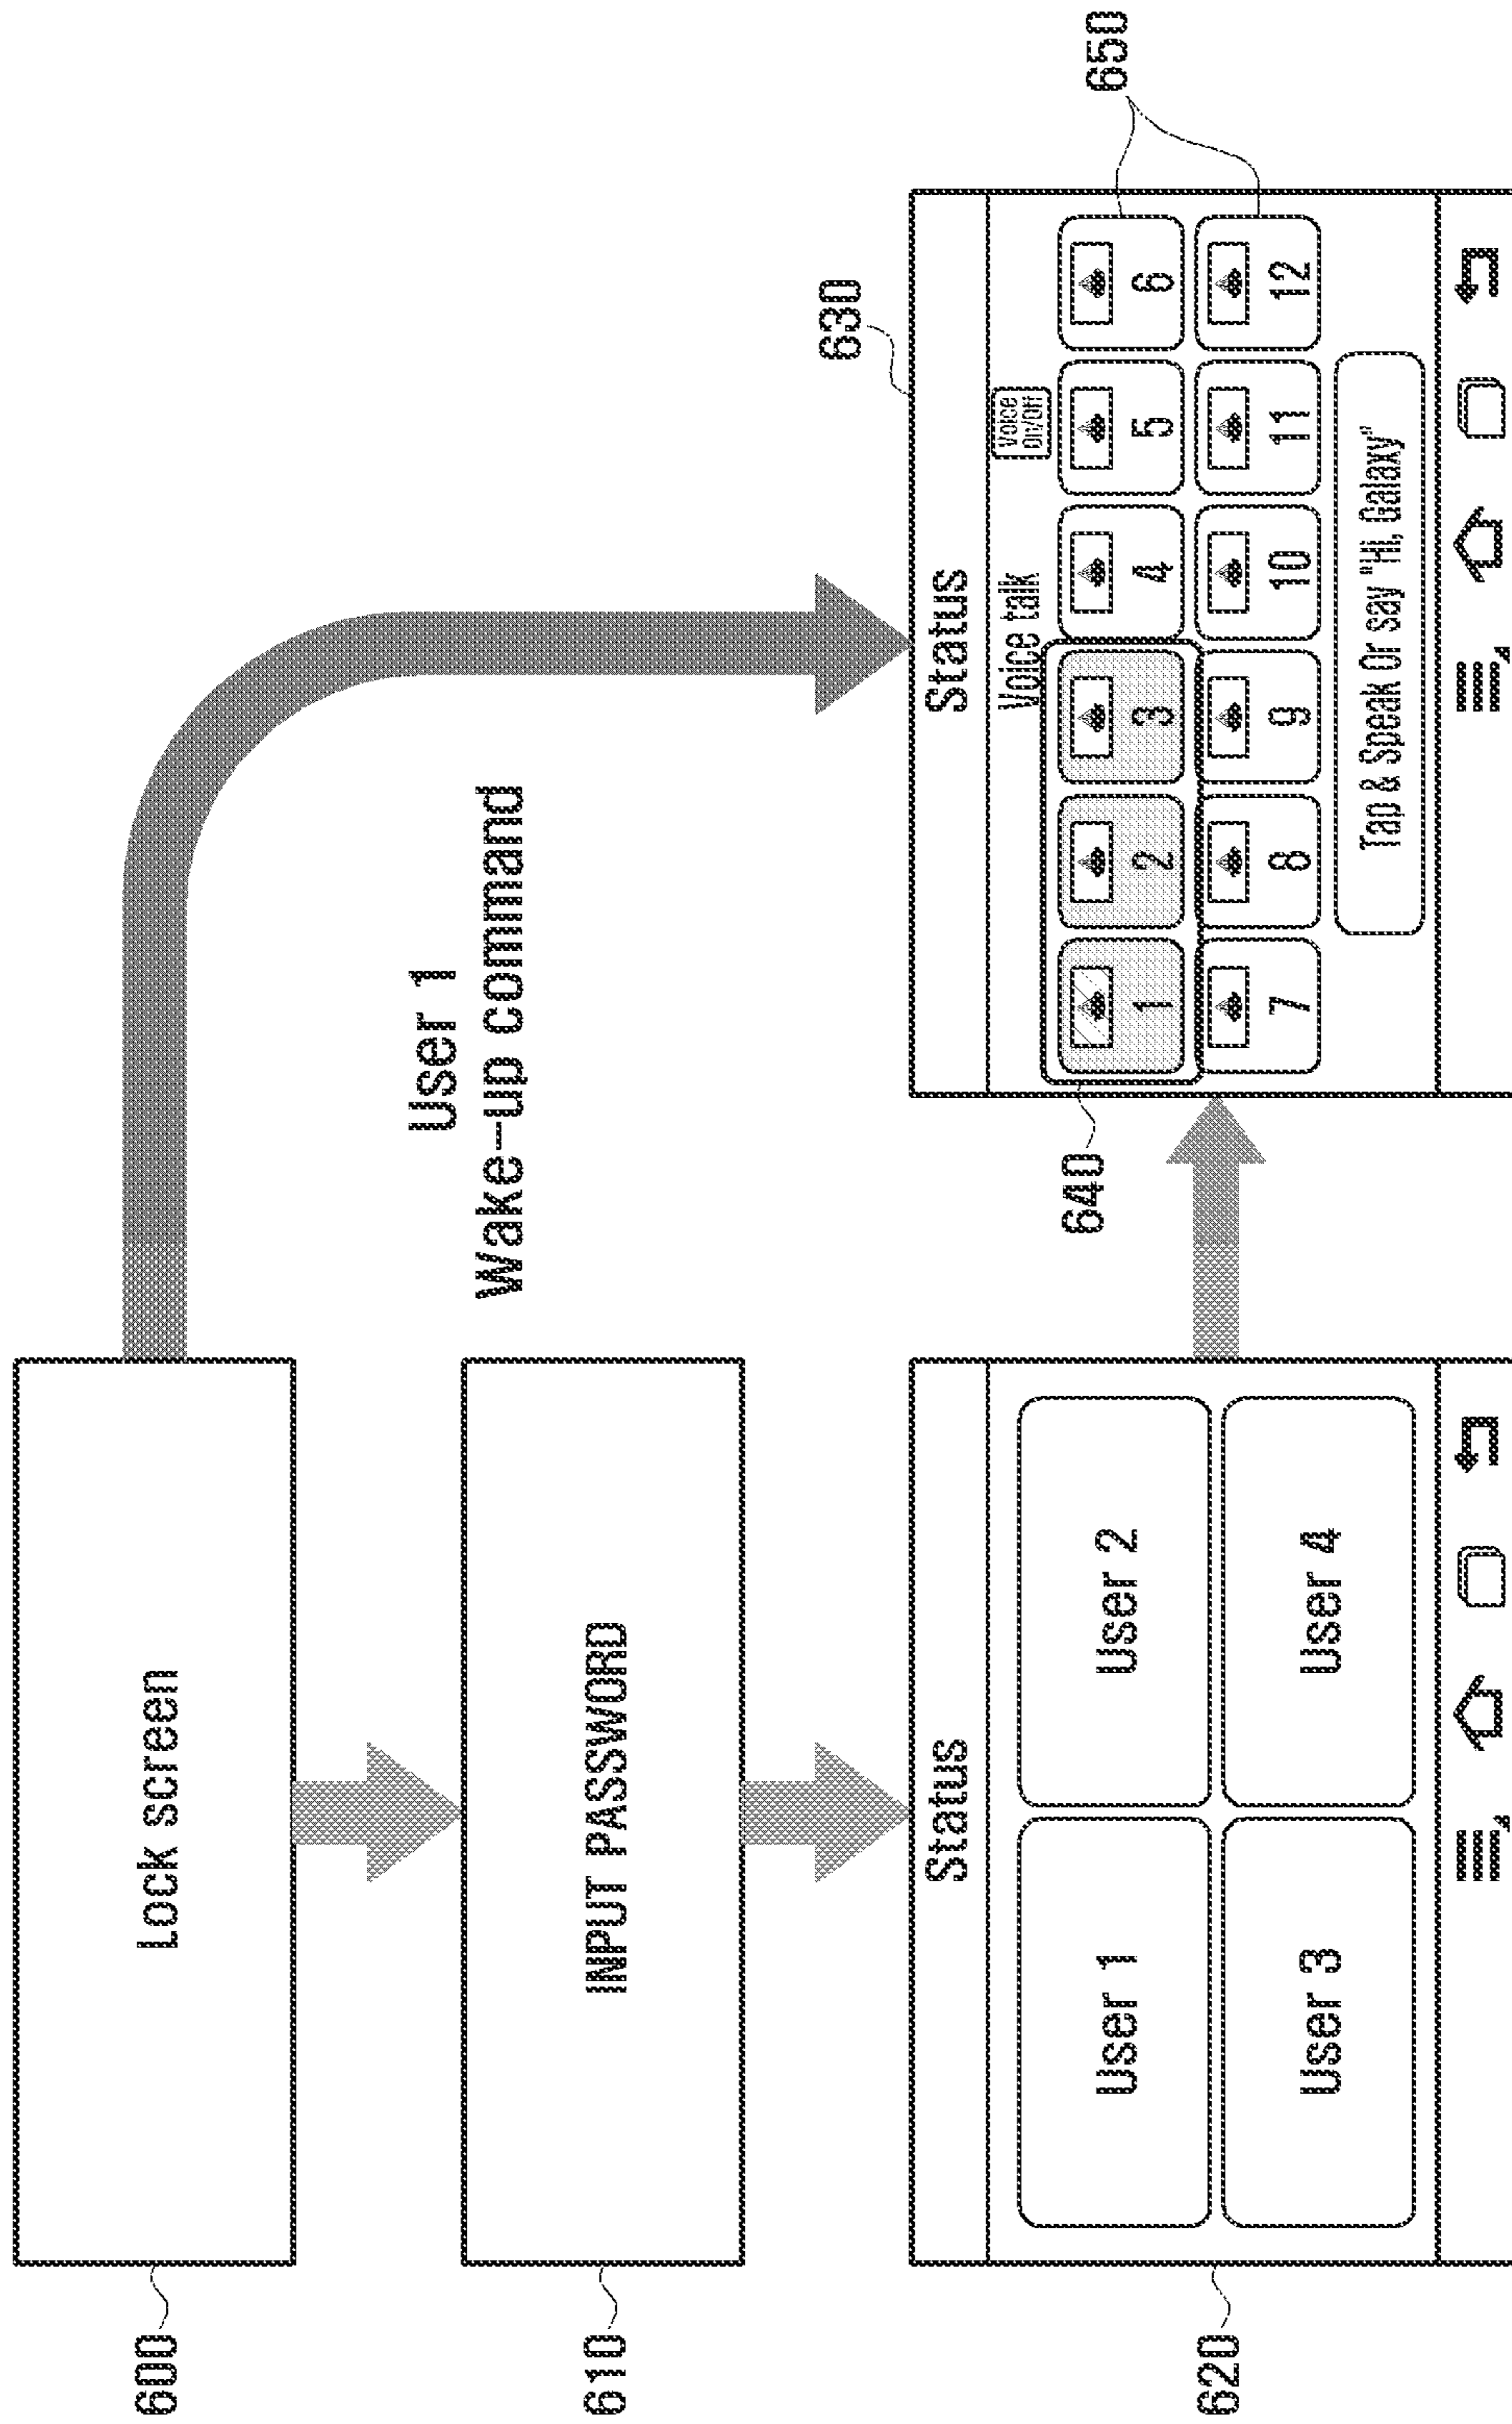 600
Lock screen
User 1
Wake-up command
610
INPUT PASSWORD
620
Status
User 1
User 2
User 3
User 4
630
Status
Voice talk
Voice
On/Off
640
1 2 3 4 5 6
650
7 8 9 10 11 12
Tap & Speak Or say "Hi, Galaxy"